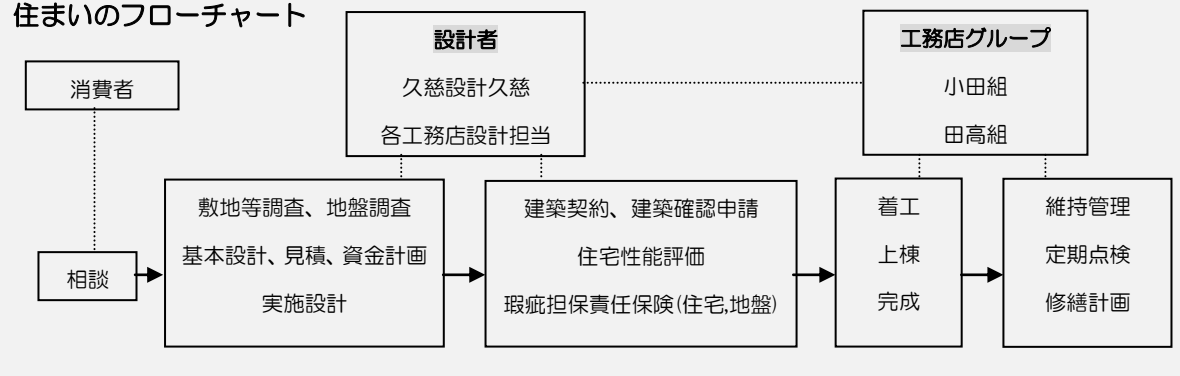 住まいのフローチャート
消費者
設計者
久慈設計久慈
各工務店設計担当
工務店グループ
小田組
田高組
相談
敷地等調査、地盤調査
基本設計、見積、資金計画
実施設計
建築契約、建築確認申請
住宅性能評価
瑕疵担保責任保険(住宅,地盤)
着工
上棟
完成
維持管理
定期点検
修繕計画